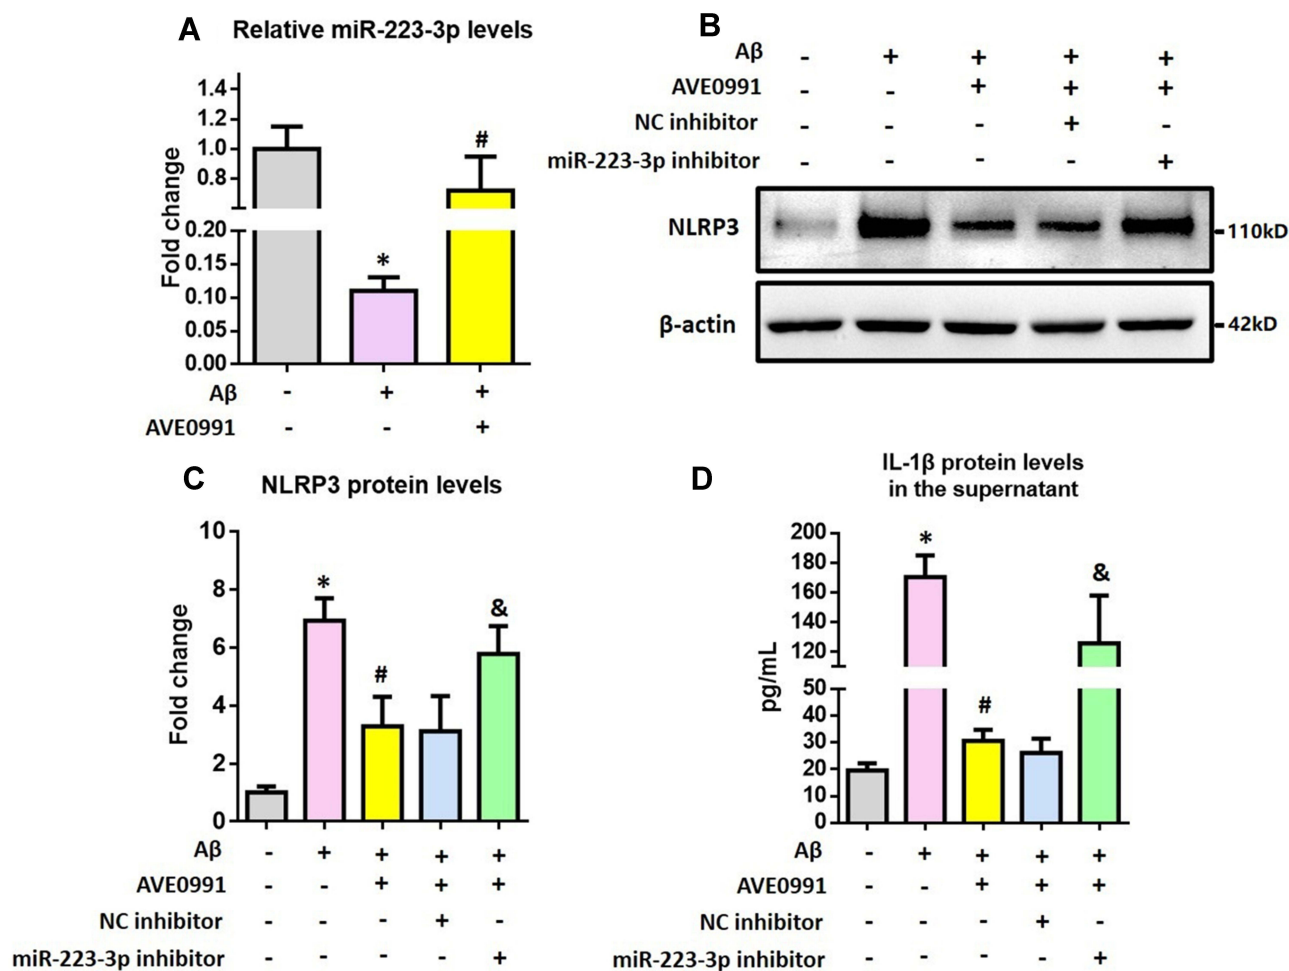 A
Relative miR-223-3p levels
Fold change
1.4
1.2
1.0
0.8
*
#
Fold change
0.20
0.15
0.10
0.05
0.00
Aβ - + +
AVE0991 - - +
B
Aβ - + + + +
AVE0991 - - + + +
NC inhibitor - - - + -
miR-223-3p inhibitor - - - - +
NLRP3
110kD
β-actin
42kD
C
NLRP3 protein levels
Fold change
10
8
6
4
2
0
*
#
&
Aβ - + + + +
AVE0991 - - + + +
NC inhibitor - - - + -
miR-223-3p inhibitor - - - - +
D
IL-1β protein levels
in the supernatant
pg/mL
200
180
160
140
120
50
40
30
20
10
0
*
#
&
Aβ - + + + +
AVE0991 - - + + +
NC inhibitor - - - + -
miR-223-3p inhibitor - - - - +